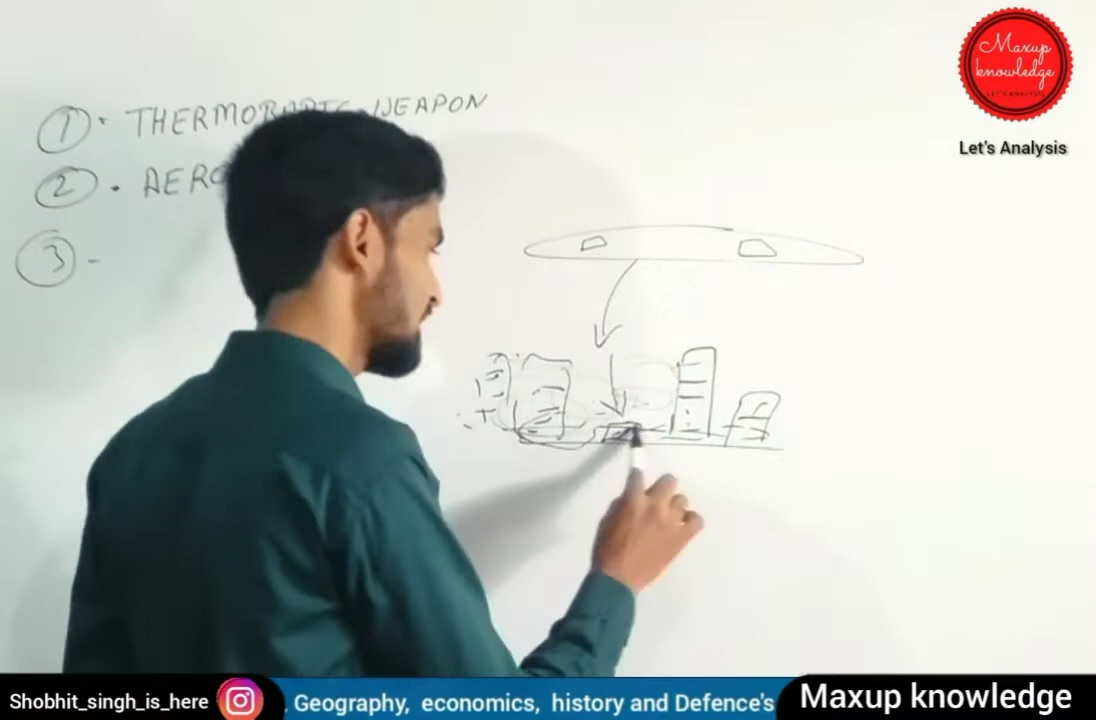 Maxup
knowledge
LET'S ANALYSIS
Let's Analysis
① · THERMOBARIC WEAPON
② · AERO
③ -
Shobhit_singh_is_here
. Geography, economics, history and Defence's
Maxup knowledge